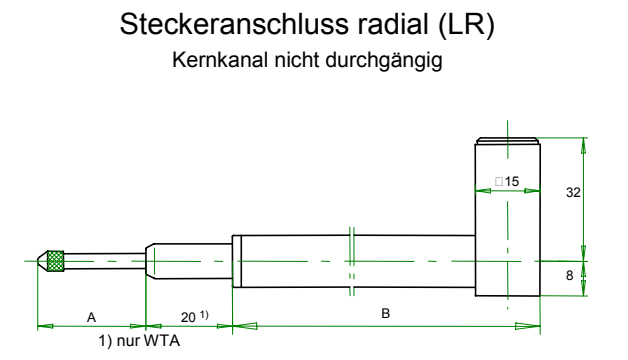 Steckeranschluss radial (LR)
Kernkanal nicht durchgängig
□15
32
8
A
20 1)
B
1) nur WTA